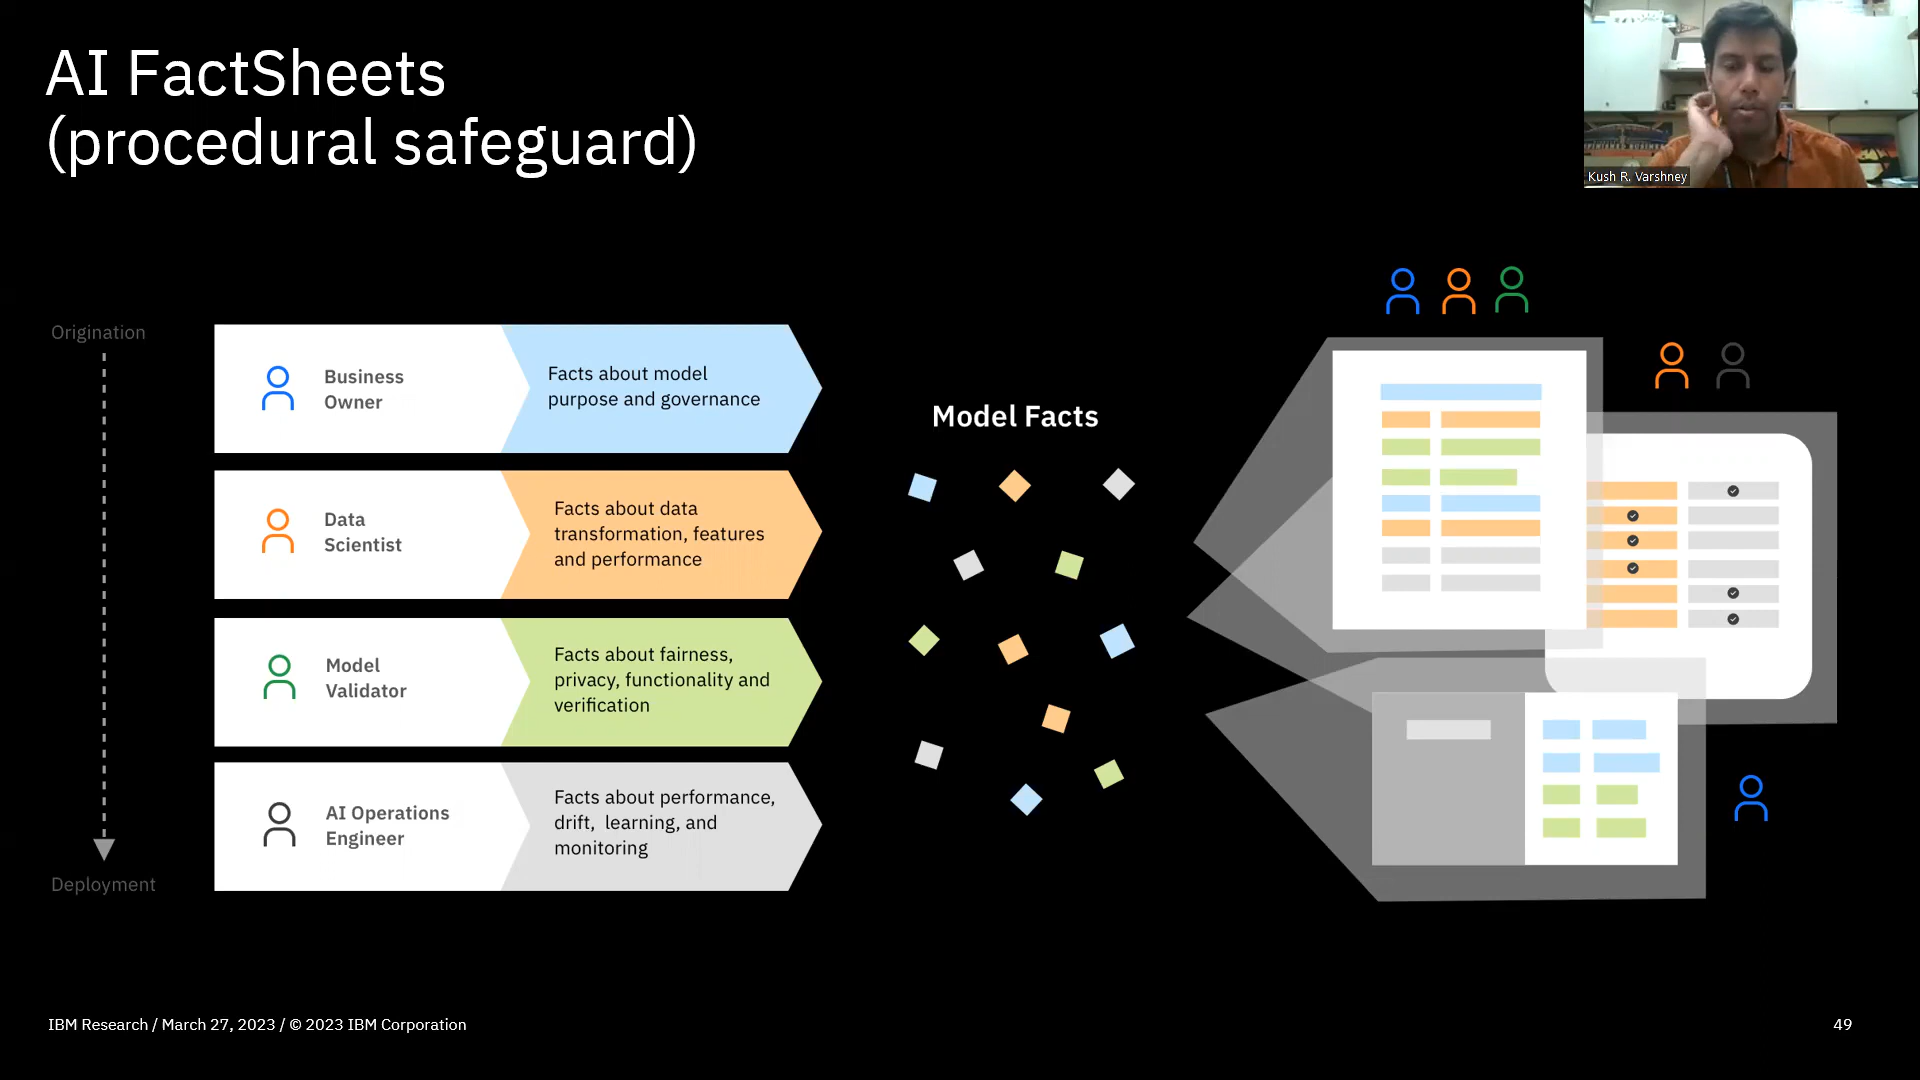 AI FactSheets
(procedural safeguard)
Kush R. Varshney
Origination
Business
Owner
Facts about model
purpose and governance
Data
Scientist
Facts about data
transformation, features
and performance
Model
Validator
Facts about fairness,
privacy, functionality and
verification
AI Operations
Engineer
Facts about performance,
drift, learning, and
monitoring
Deployment
Model Facts
IBM Research / March 27, 2023 / © 2023 IBM Corporation
49